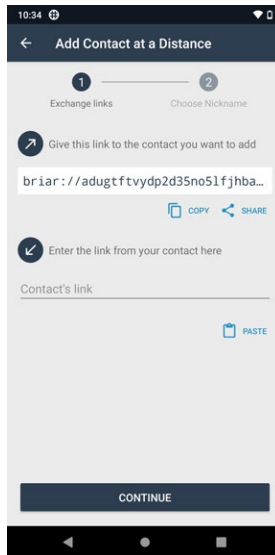 10:34
Add Contact at a Distance
1
2
Exchange links
Choose Nickname
Give this link to the contact you want to add
briar://adugtftvydp2d35no5lfjhba…
COPY
SHARE
Enter the link from your contact here
Contact's link
PASTE
CONTINUE